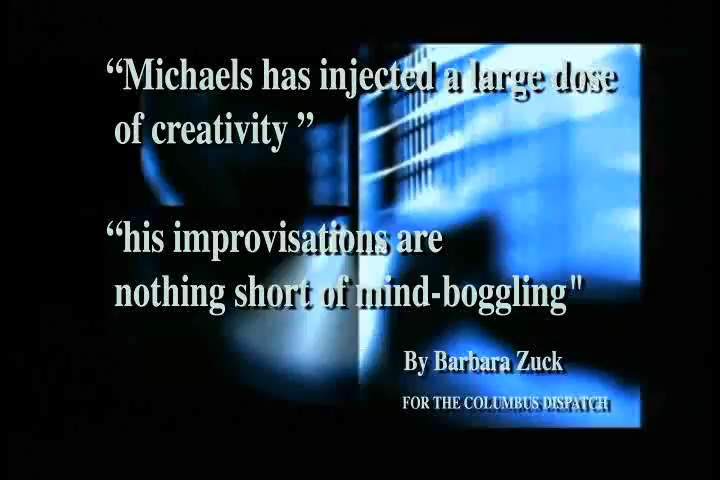 “Michaels has injected a large dose
of creativity ”
“his improvisations are
nothing short of mind-boggling"
By Barbara Zuck
FOR THE COLUMBUS DISPATCH